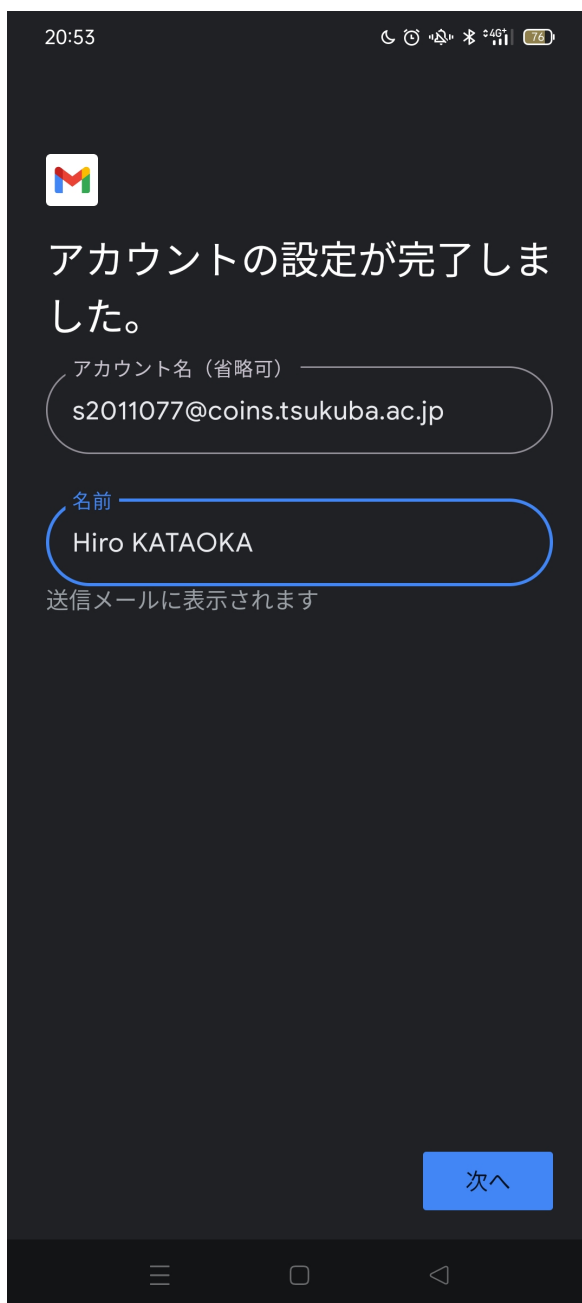 20:53
4G+ 76
アカウントの設定が完了しま
した。
アカウント名（省略可）
s2011077@coins.tsukuba.ac.jp
名前
Hiro KATAOKA
送信メールに表示されます
次へ